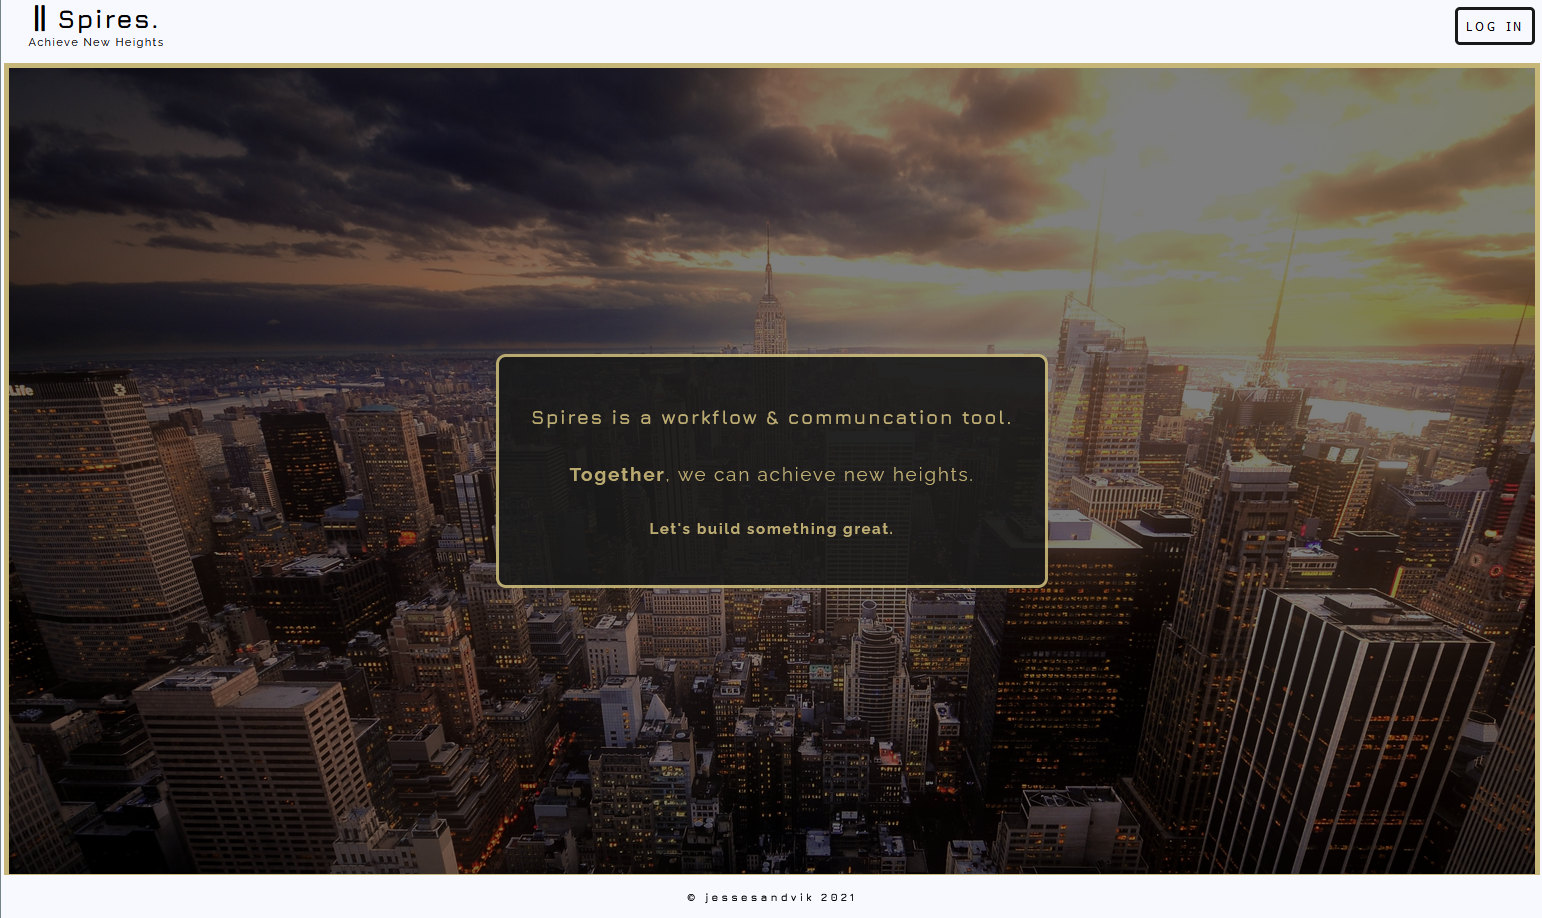 Spires.
LOG IN
Achieve New Heights
Life
Spires is a workflow & communcation tool.
Together, we can achieve new heights.
Let's build something great.
© jessesandvik 2021